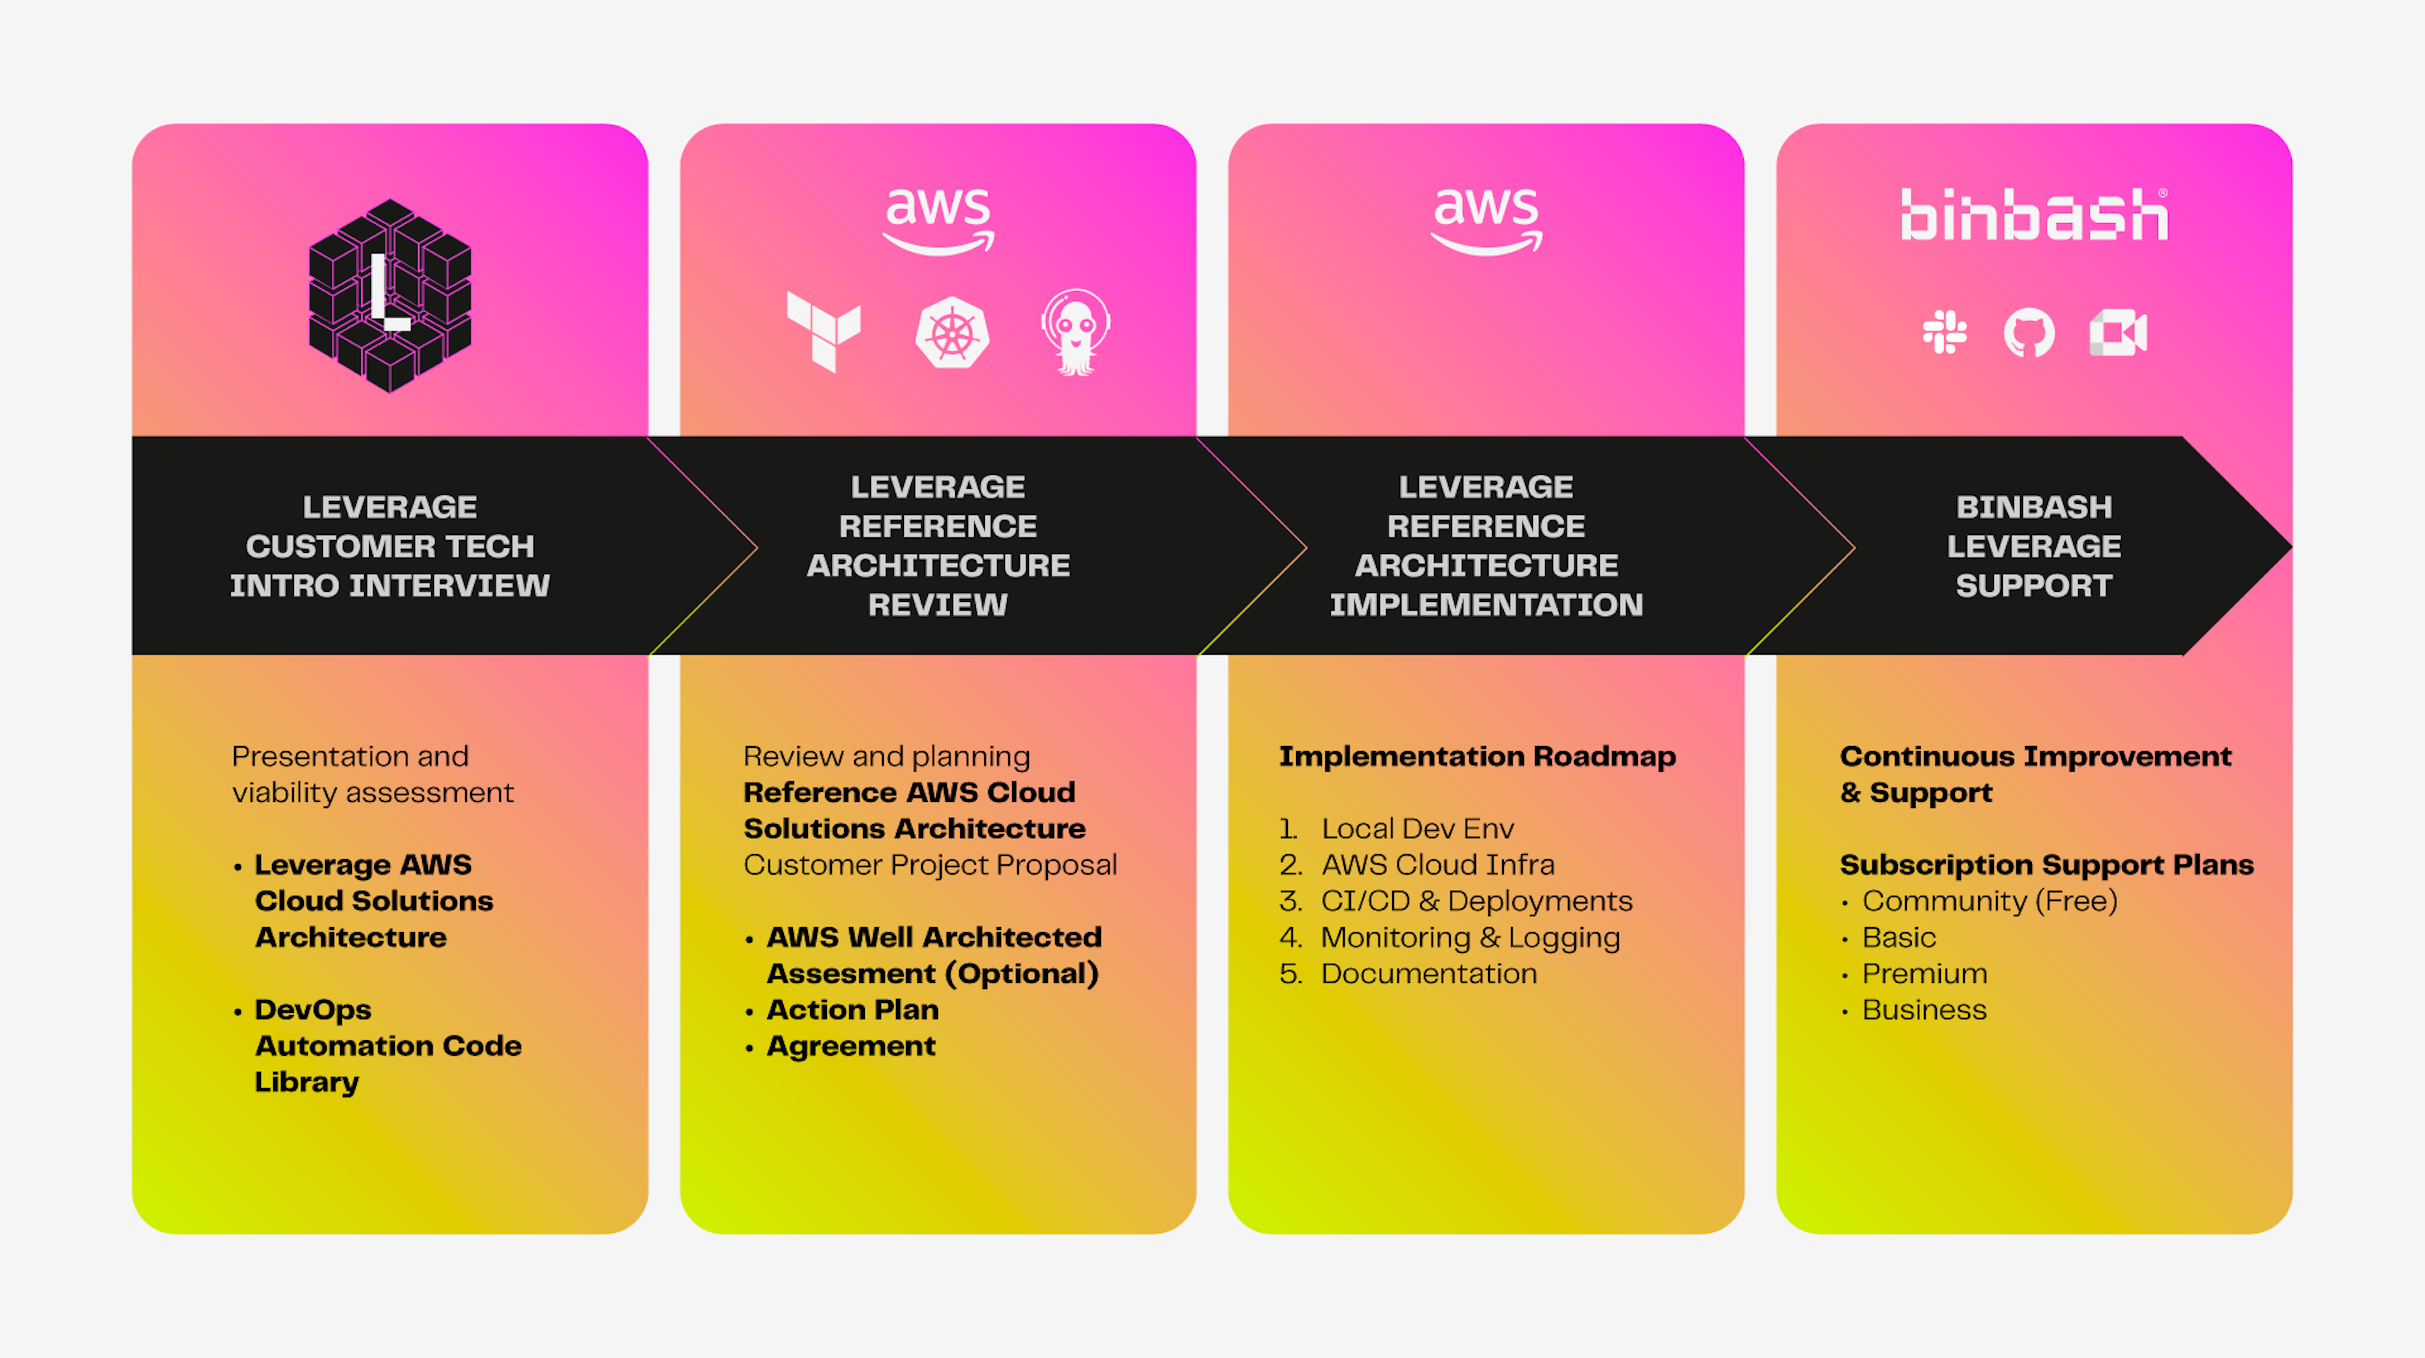 L
LEVERAGE
CUSTOMER TECH
INTRO INTERVIEW
Presentation and
viability assessment
• Leverage AWS
Cloud Solutions
Architecture
• DevOps
Automation Code
Library
aws
LEVERAGE
REFERENCE
ARCHITECTURE
REVIEW
Review and planning
Reference AWS Cloud
Solutions Architecture
Customer Project Proposal
• AWS Well Architected
Assesment (Optional)
• Action Plan
• Agreement
aws
LEVERAGE
REFERENCE
ARCHITECTURE
IMPLEMENTATION
Implementation Roadmap
1. Local Dev Env
2. AWS Cloud Infra
3. CI/CD & Deployments
4. Monitoring & Logging
5. Documentation
binbash®
BINBASH
LEVERAGE
SUPPORT
Continuous Improvement
& Support
Subscription Support Plans
• Community (Free)
• Basic
• Premium
• Business